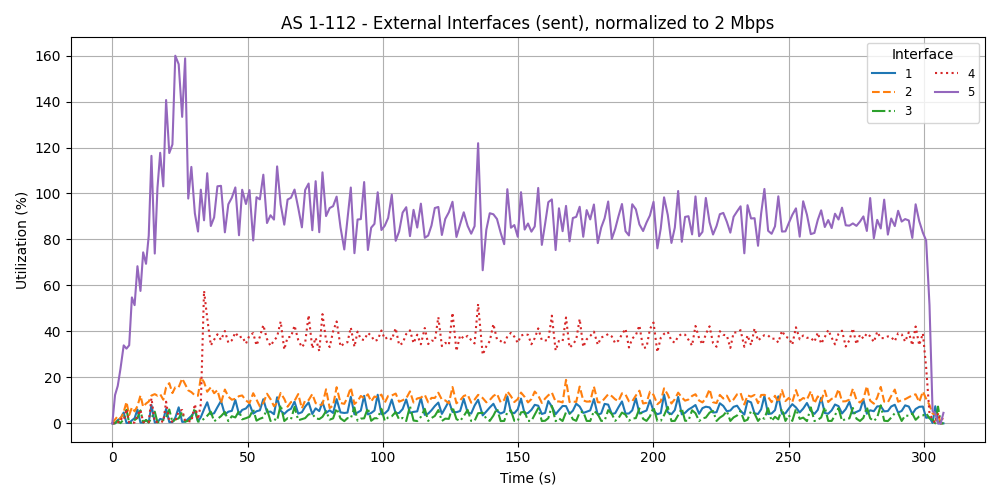 AS 1-112 - External Interfaces (sent), normalized to 2 Mbps
Utilization (%)
160
140
120
100
80
60
40
20
0
0 50 100 150 200 250 300
Time (s)
Interface
1 4
2 5
3